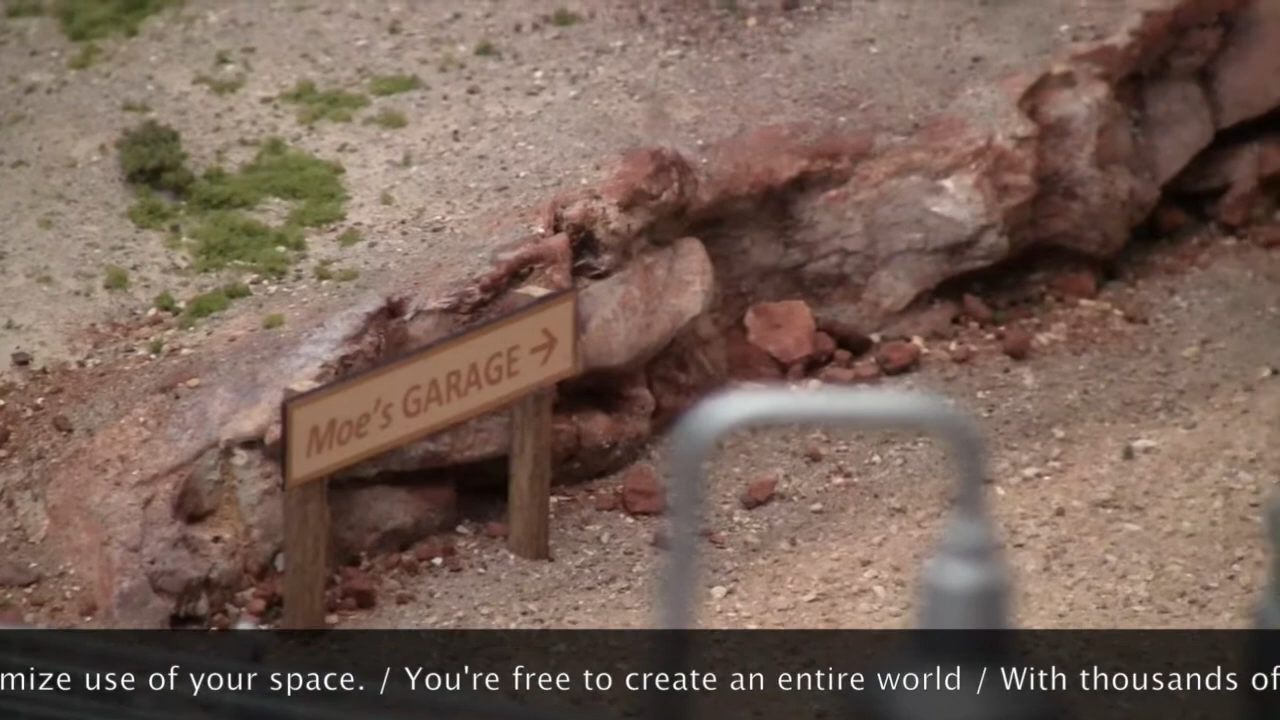 Moe's GARAGE →
mize use of your space. / You're free to create an entire world / With thousands of